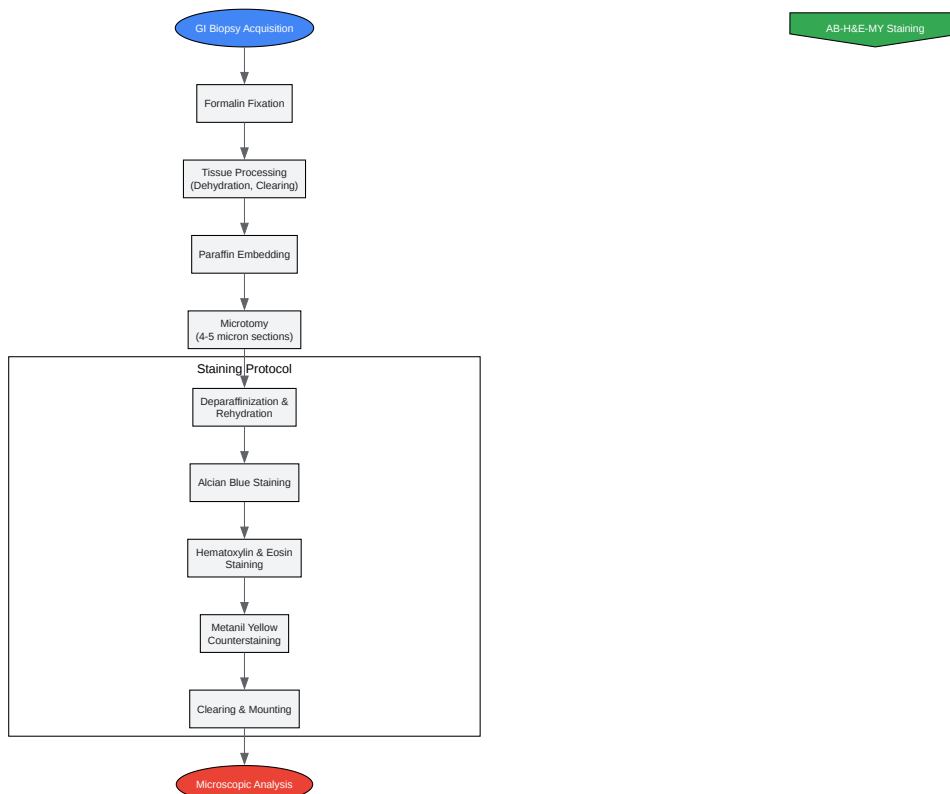 GI Biopsy Acquisition
AB-H&E-MY Staining
Formalin Fixation
Tissue Processing
(Dehydration, Clearing)
Paraffin Embedding
Microtomy
(4-5 micron sections)
Staining Protocol
Deparaffinization &
Rehydration
Alcian Blue Staining
Hematoxylin & Eosin
Staining
Metanil Yellow
Counterstaining
Clearing & Mounting
Microscopic Analysis